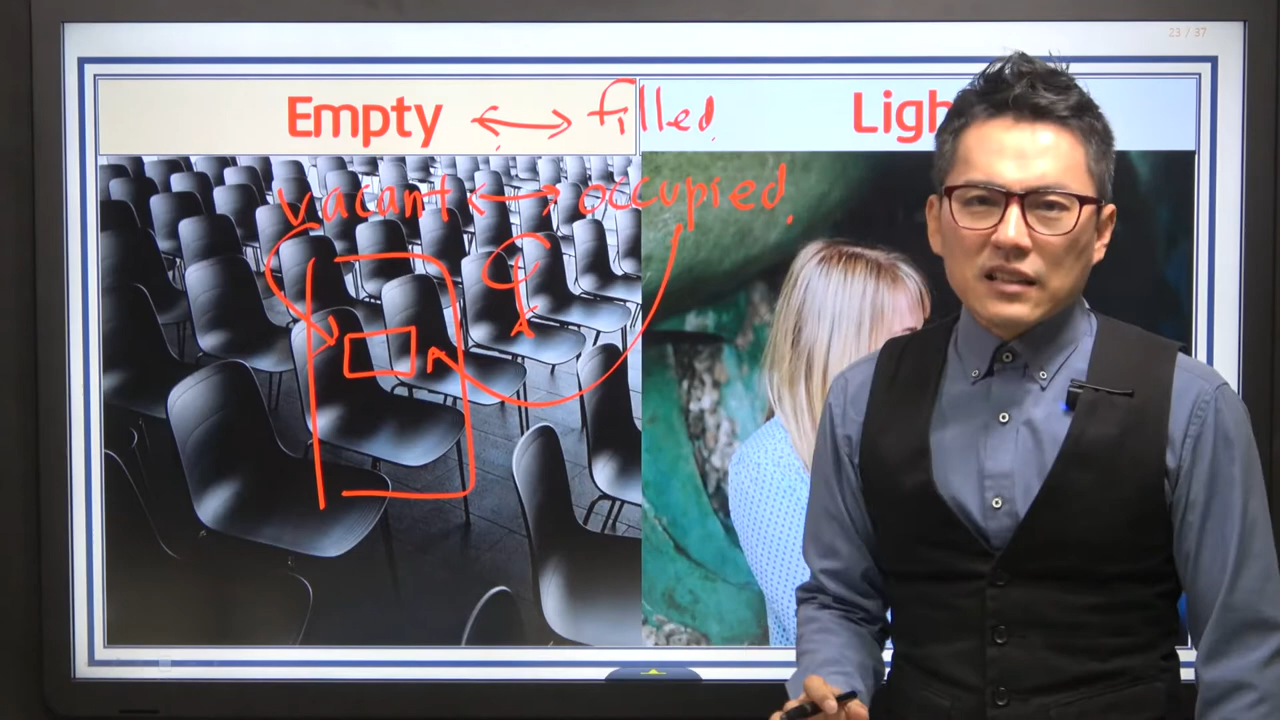 23 / 37
Empty ↔ filled
Ligh
vacant ↔ occupied